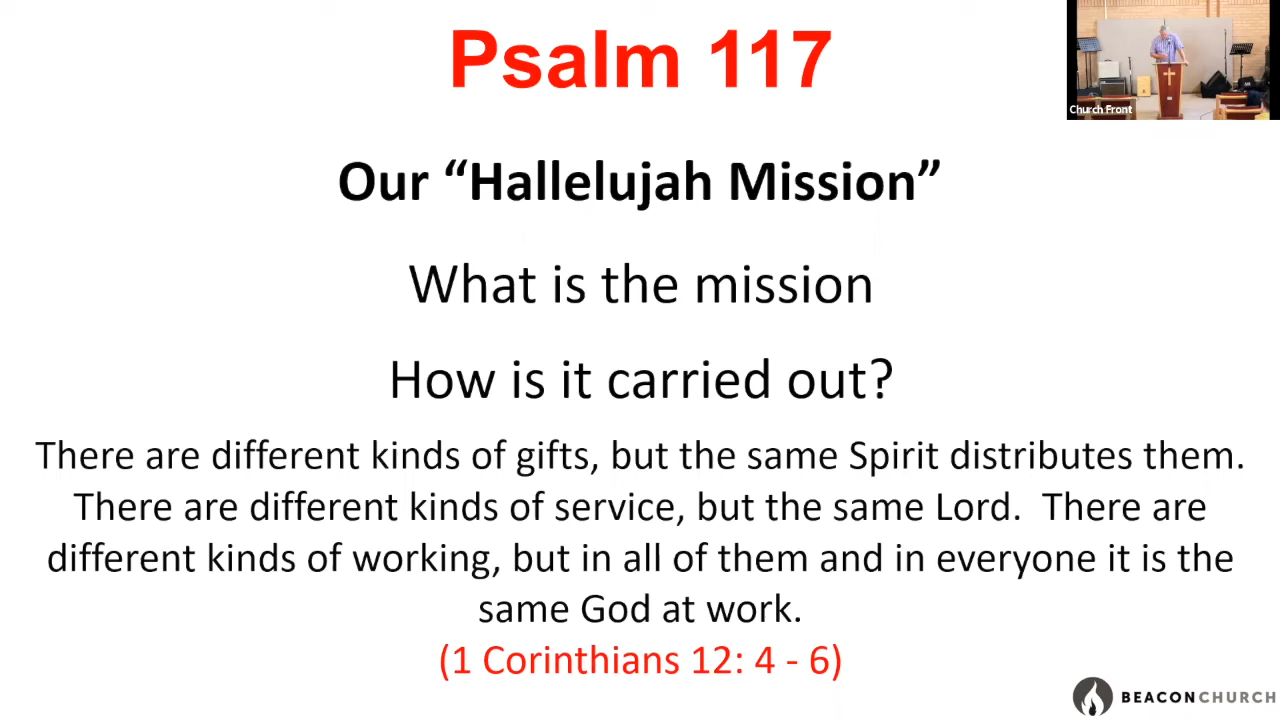 Psalm 117
Church Front
Our “Hallelujah Mission”
What is the mission
How is it carried out?
There are different kinds of gifts, but the same Spirit distributes them.
There are different kinds of service, but the same Lord.  There are
different kinds of working, but in all of them and in everyone it is the
same God at work.
(1 Corinthians 12: 4 - 6)
BEACONCHURCH